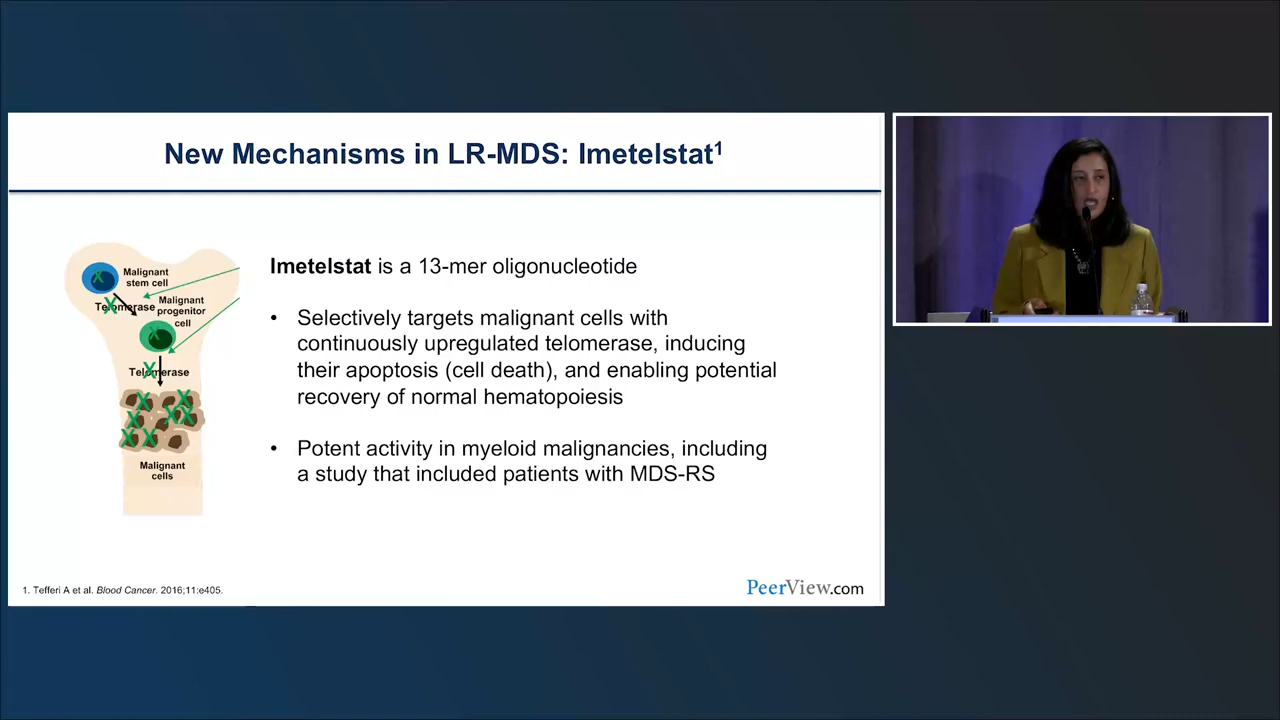 New Mechanisms in LR-MDS: Imetelstat1
Malignant
stem cell
Telomerase
Malignant
progenitor
cell
Telomerase
Malignant
cells
Imetelstat is a 13-mer oligonucleotide
• Selectively targets malignant cells with
continuously upregulated telomerase, inducing
their apoptosis (cell death), and enabling potential
recovery of normal hematopoiesis
• Potent activity in myeloid malignancies, including
a study that included patients with MDS-RS
1. Tefferi A et al. Blood Cancer. 2016;11:e405.
PeerView.com